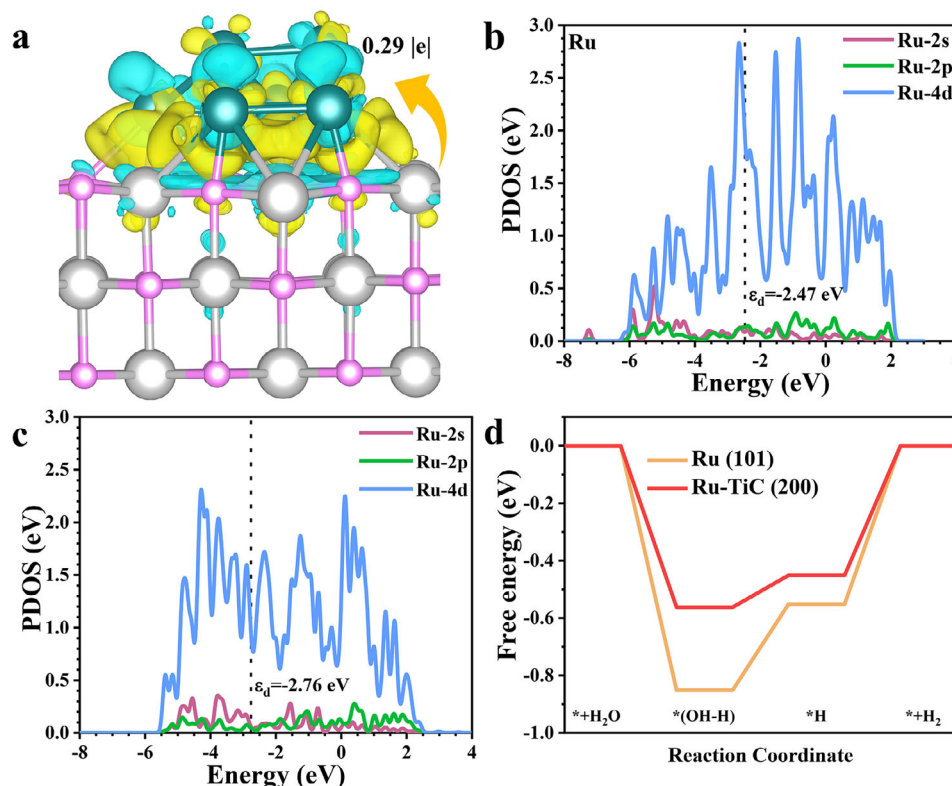 a
0.29 |e|
b
Ru
Ru-2s
Ru-2p
Ru-4d
3.0
2.5
2.0
1.5
1.0
0.5
0.0
PDOS (eV)
εd=-2.47 eV
-8 -6 -4 -2 0 2 4
Energy (eV)
c
Ru-2s
Ru-2p
Ru-4d
3.0
2.5
2.0
1.5
1.0
0.5
0.0
PDOS (eV)
εd=-2.76 eV
-8 -6 -4 -2 0 2 4
Energy (eV)
d
Ru (101)
Ru-TiC (200)
0.0
-0.2
-0.4
-0.6
-0.8
-1.0
Free energy (eV)
*+H2O *(OH-H) *H *+H2
Reaction Coordinate